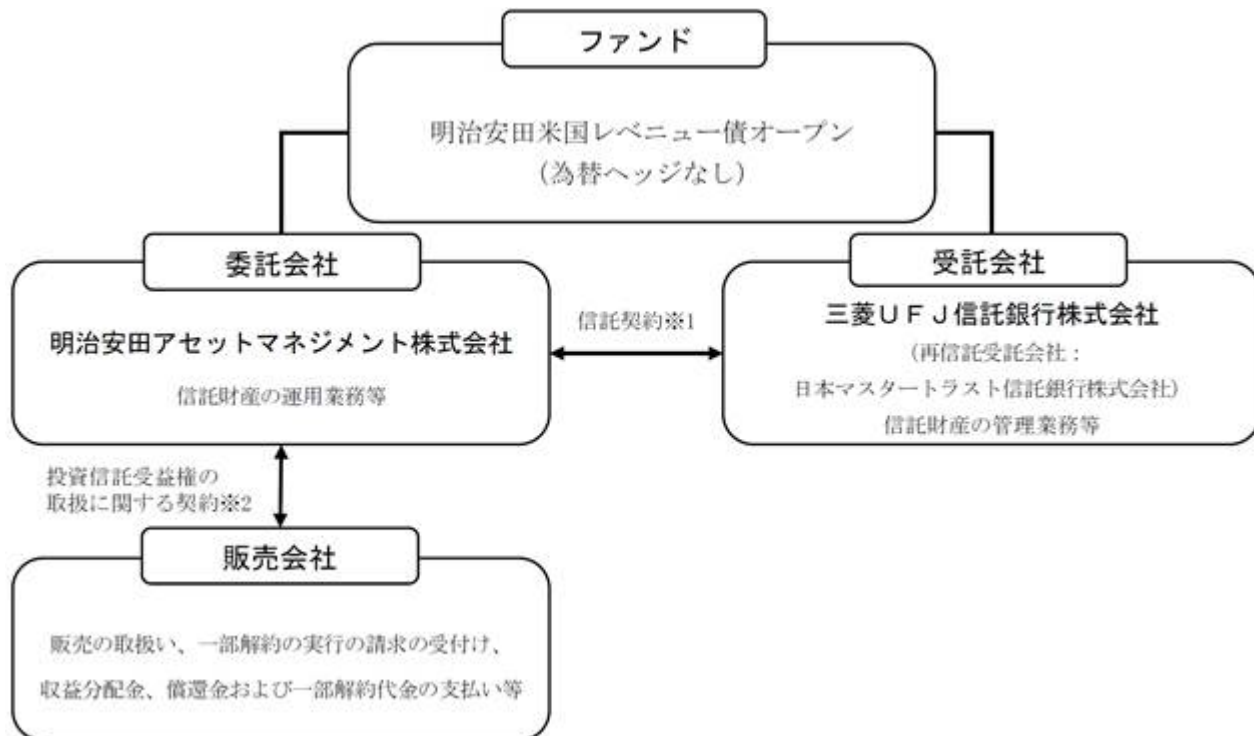 ファンド
明治安田米国レベニュー債オープン
（為替ヘッジなし）
委託会社
明治安田アセットマネジメント株式会社
信託財産の運用業務等
信託契約※1
受託会社
三菱ＵＦＪ信託銀行株式会社
（再信託受託会社：
日本マスタートラスト信託銀行株式会社）
信託財産の管理業務等
投資信託受益権の
取扱に関する契約※2
販売会社
販売の取扱い、一部解約の実行の請求の受付け、
収益分配金、償還金および一部解約代金の支払い等